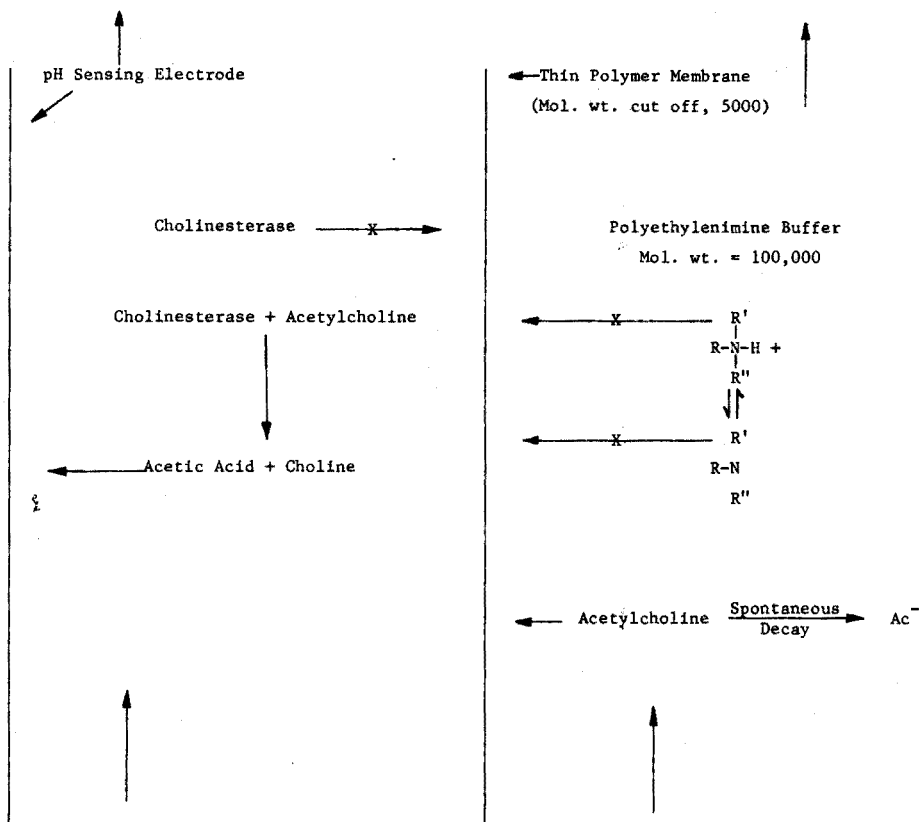 pH Sensing Electrode
Thin Polymer Membrane
(Mol. wt. cut off, 5000)
Cholinesterase
X
Polyethylenimine Buffer
Mol. wt. = 100,000
Cholinesterase + Acetylcholine
X
R'
R-N-H +
R"
X
R'
Acetic Acid + Choline
R-N
R"
Acetylcholine
Spontaneous
Decay
Ac-